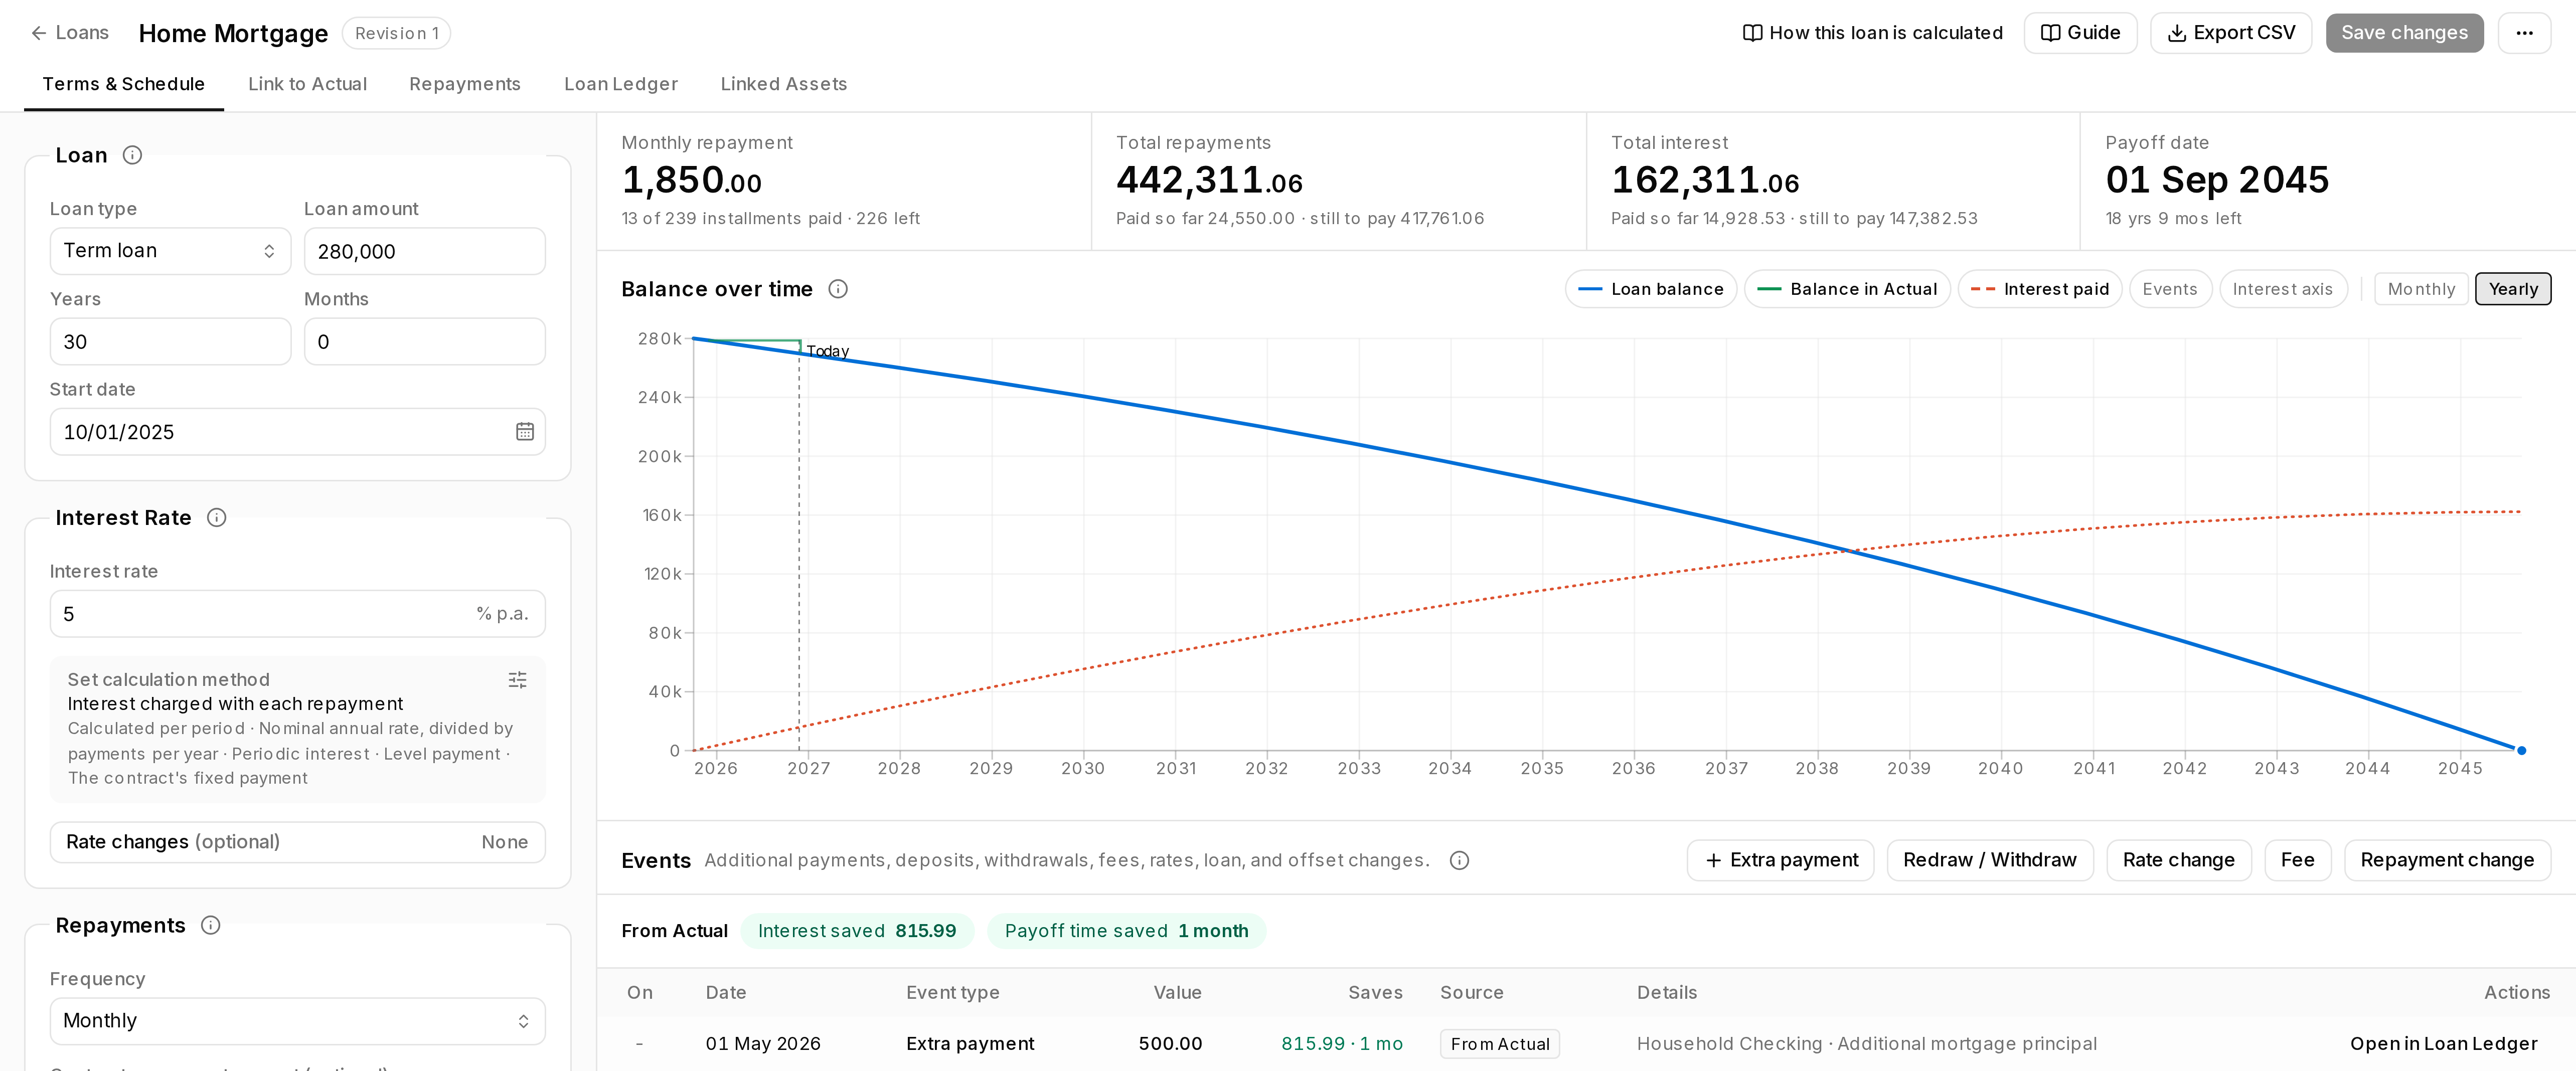 Loans
Home Mortgage
Revision 1
How this loan is calculated
Guide
Export CSV
Save changes
Terms & Schedule
Link to Actual
Repayments
Loan Ledger
Linked Assets
Loan
Loan type
Loan amount
Term loan
280,000
Years
Months
30
0
Start date
10/01/2025
Interest Rate
Interest rate
5
% p.a.
Set calculation method
Interest charged with each repayment
Calculated per period · Nominal annual rate, divided by
payments per year · Periodic interest · Level payment ·
The contract's fixed payment
Rate changes (optional)
None
Repayments
Frequency
Monthly
Monthly repayment
1,850.00
13 of 239 installments paid · 226 left
Total repayments
442,311.06
Paid so far 24,550.00 · still to pay 417,761.06
Total interest
162,311.06
Paid so far 14,928.53 · still to pay 147,382.53
Payoff date
01 Sep 2045
18 yrs 9 mos left
Balance over time
Loan balance
Balance in Actual
Interest paid
Events
Interest axis
Monthly
Yearly
280k
240k
200k
160k
120k
80k
40k
0
Today
2026 2027 2028 2029 2030 2031 2032 2033 2034 2035 2036 2037 2038 2039 2040 2041 2042 2043 2044 2045
Events
Additional payments, deposits, withdrawals, fees, rates, loan, and offset changes.
+ Extra payment
Redraw / Withdraw
Rate change
Fee
Repayment change
From Actual
Interest saved 815.99
Payoff time saved 1 month
On Date Event type Value Saves Source Details Actions
- 01 May 2026 Extra payment 500.00 815.99 · 1 mo From Actual Household Checking · Additional mortgage principal Open in Loan Ledger